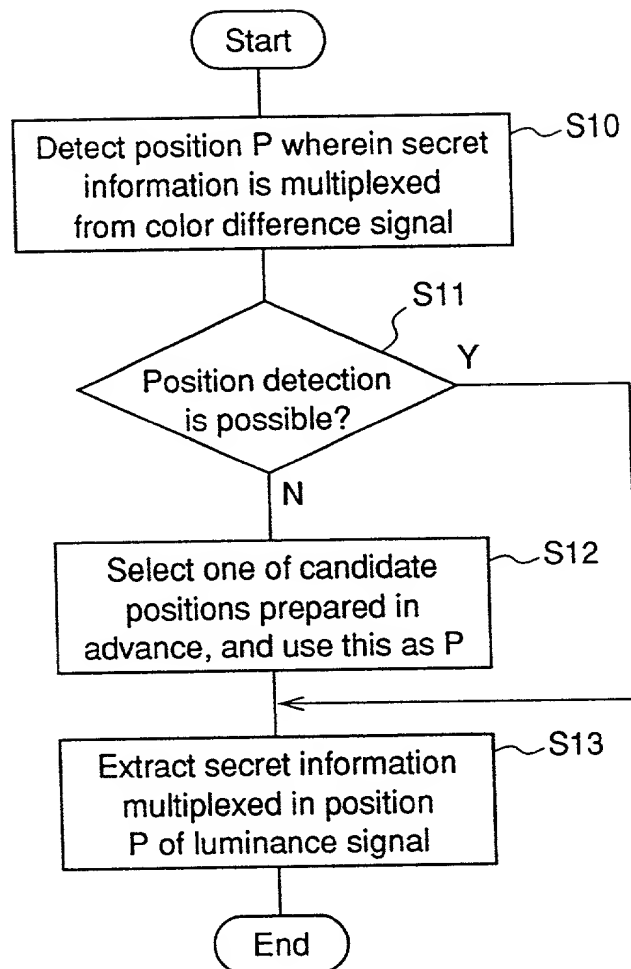 Start
S10
Detect position P wherein secret
information is multiplexed
from color difference signal
S11
Y
Position detection
is possible?
N
S12
Select one of candidate
positions prepared in
advance, and use this as P
S13
Extract secret information
multiplexed in position
P of luminance signal
End